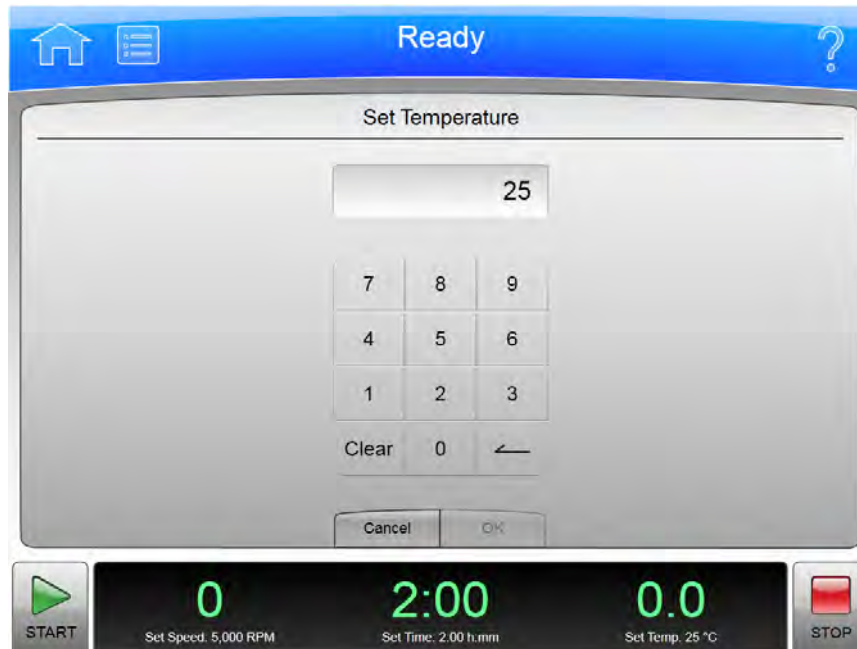 Ready
Set Temperature
25
7 8 9
4 5 6
1 2 3
Clear 0
Cancel OK
START
0 2:00 0.0
Set Speed: 5,000 RPM Set Time: 2:00 h:mm Set Temp. 25 °C
STOP